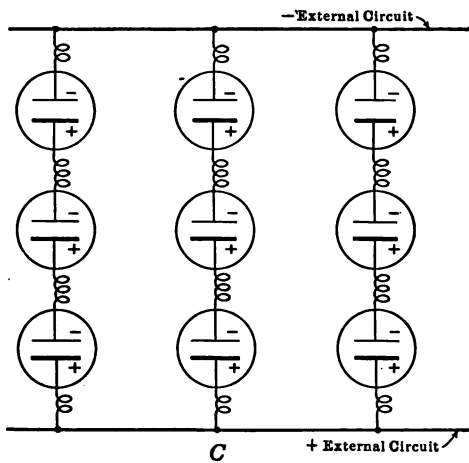 − External Circuit
− − −
+ + +
− − −
+ + +
− − −
+ + +
C
+ External Circuit